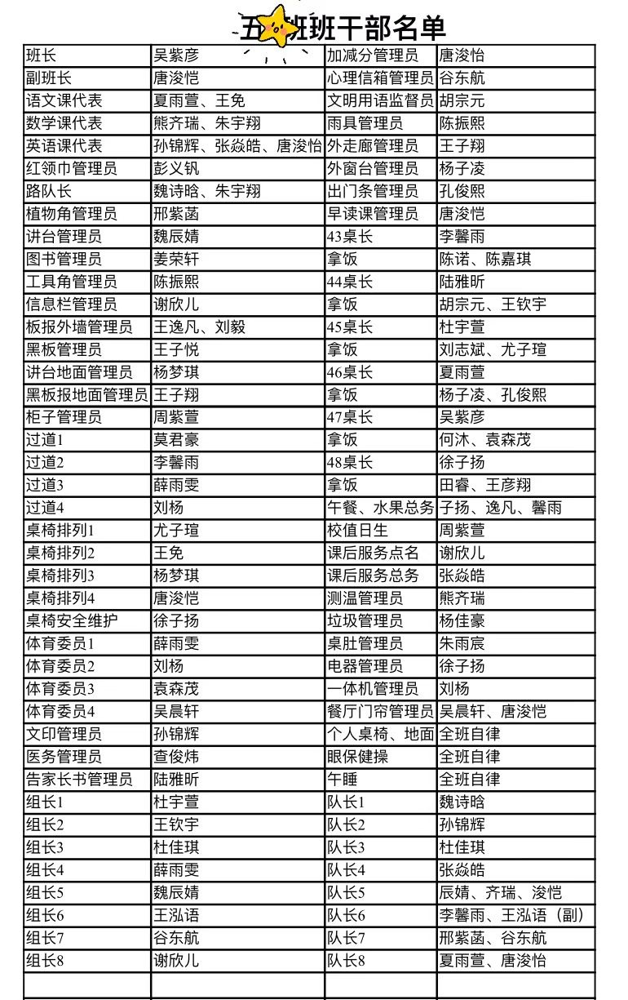 五 班班干部名单
班长 吴紫彦 加减分管理员 唐浚怡
副班长 唐浚恺 心理信箱管理员 谷东航
语文课代表 夏雨萱、王免 文明用语监督员 胡宗元
数学课代表 熊齐瑞、朱宇翔 雨具管理员 陈振熙
英语课代表 孙锦辉、张焱皓、唐浚怡 外走廊管理员 王子翔
红领巾管理员 彭义钒 外窗台管理员 杨子凌
路队长 魏诗晗、朱宇翔 出门条管理员 孔俊熙
植物角管理员 邢紫菡 早读课管理员 唐浚恺
讲台管理员 魏辰婧 43桌长 李馨雨
图书管理员 姜荣轩 拿饭 陈诺、陈嘉琪
工具角管理员 陈振熙 44桌长 陆雅昕
信息栏管理员 谢欣儿 拿饭 胡宗元、王钦宇
板报外墙管理员 王逸凡、刘毅 45桌长 杜宇萱
黑板管理员 王子悦 拿饭 刘志斌、尤子瑄
讲台地面管理员 杨梦琪 46桌长 夏雨萱
黑板报地面管理员 王子翔 拿饭 杨子凌、孔俊熙
柜子管理员 周紫萱 47桌长 吴紫彦
过道1 莫君豪 拿饭 何沐、袁森茂
过道2 李馨雨 48桌长 徐子扬
过道3 薛雨雯 拿饭 田睿、王彦翔
过道4 刘杨 午餐、水果总务 子扬、逸凡、馨雨
桌椅排列1 尤子瑄 校值日生 周紫萱
桌椅排列2 王免 课后服务点名 谢欣儿
桌椅排列3 杨梦琪 课后服务总务 张焱皓
桌椅排列4 唐浚恺 测温管理员 熊齐瑞
桌椅安全维护 徐子扬 垃圾管理员 杨佳豪
体育委员1 薛雨雯 桌肚管理员 朱雨宸
体育委员2 刘杨 电器管理员 徐子扬
体育委员3 袁森茂 一体机管理员 刘杨
体育委员4 吴晨轩 餐厅门帘管理员 吴晨轩、唐浚恺
文印管理员 孙锦辉 个人桌椅、地面 全班自律
医务管理员 查俊炜 眼保健操 全班自律
告家长书管理员 陆雅昕 午睡 全班自律
组长1 杜宇萱 队长1 魏诗晗
组长2 王钦宇 队长2 孙锦辉
组长3 杜佳琪 队长3 杜佳琪
组长4 薛雨雯 队长4 张焱皓
组长5 魏辰婧 队长5 辰婧、齐瑞、浚恺
组长6 王泓语 队长6 李馨雨、王泓语（副）
组长7 谷东航 队长7 邢紫菡、谷东航
组长8 谢欣儿 队长8 夏雨萱、唐浚怡